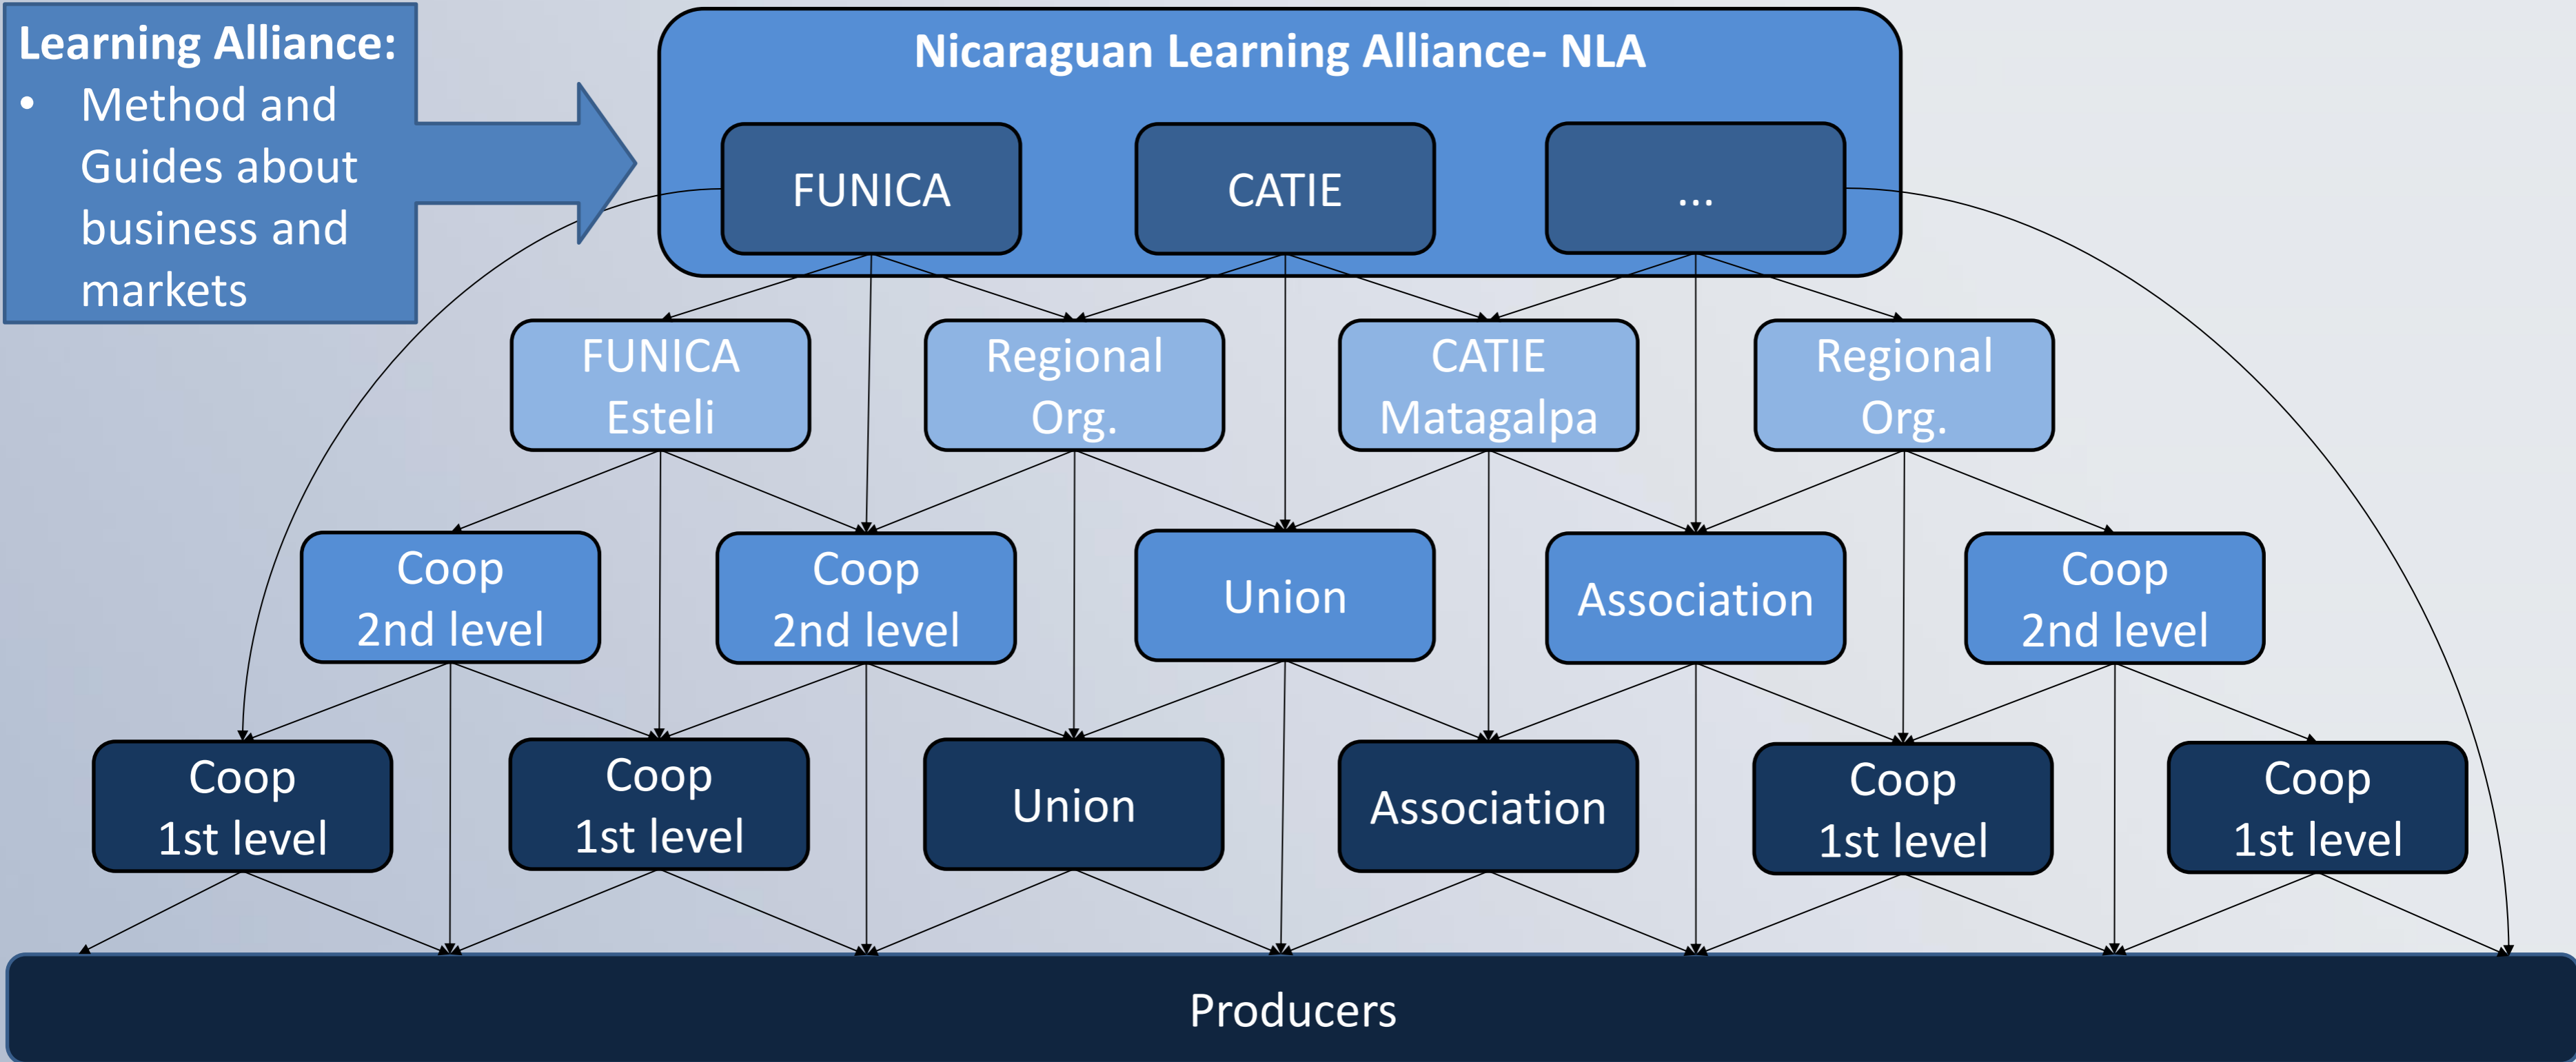 Learning Alliance:
• Method and
Guides about
business and
markets
Nicaraguan Learning Alliance- NLA
FUNICA
CATIE
...
FUNICA
Esteli
Regional
Org.
CATIE
Matagalpa
Regional
Org.
Coop
2nd level
Coop
2nd level
Union
Association
Coop
2nd level
Coop
1st level
Coop
1st level
Union
Association
Coop
1st level
Coop
1st level
Producers